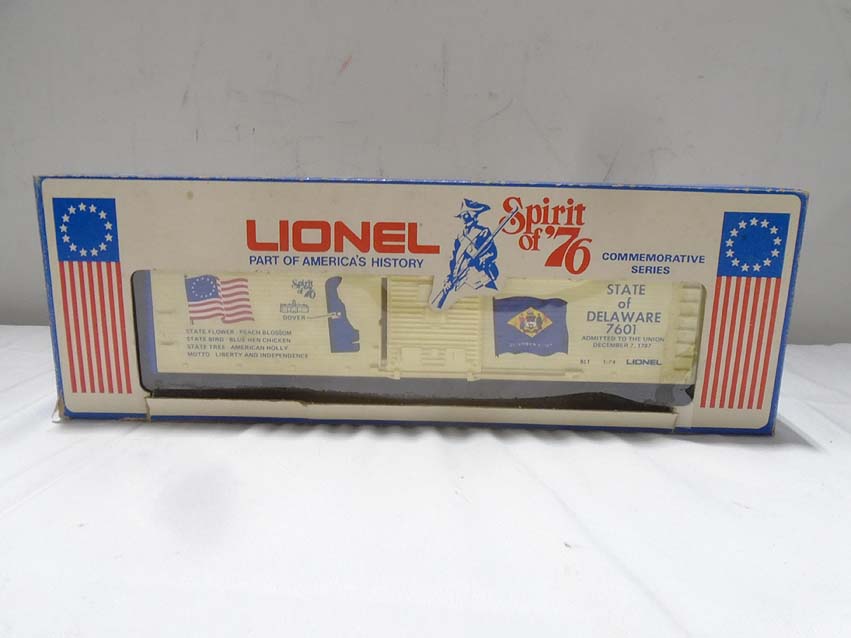 LIONEL
PART OF AMERICA'S HISTORY
Spirit
of '76
COMMEMORATIVE
SERIES
Spirit
of '76
DOVER
STATE FLOWER - PEACH BLOSSOM
STATE BIRD - BLUE HEN CHICKEN
STATE TREE - AMERICAN HOLLY
MOTTO - LIBERTY AND INDEPENDENCE
STATE
of
DELAWARE
7601
ADMITTED TO THE UNION
DECEMBER 7, 1787
BLT LIONEL